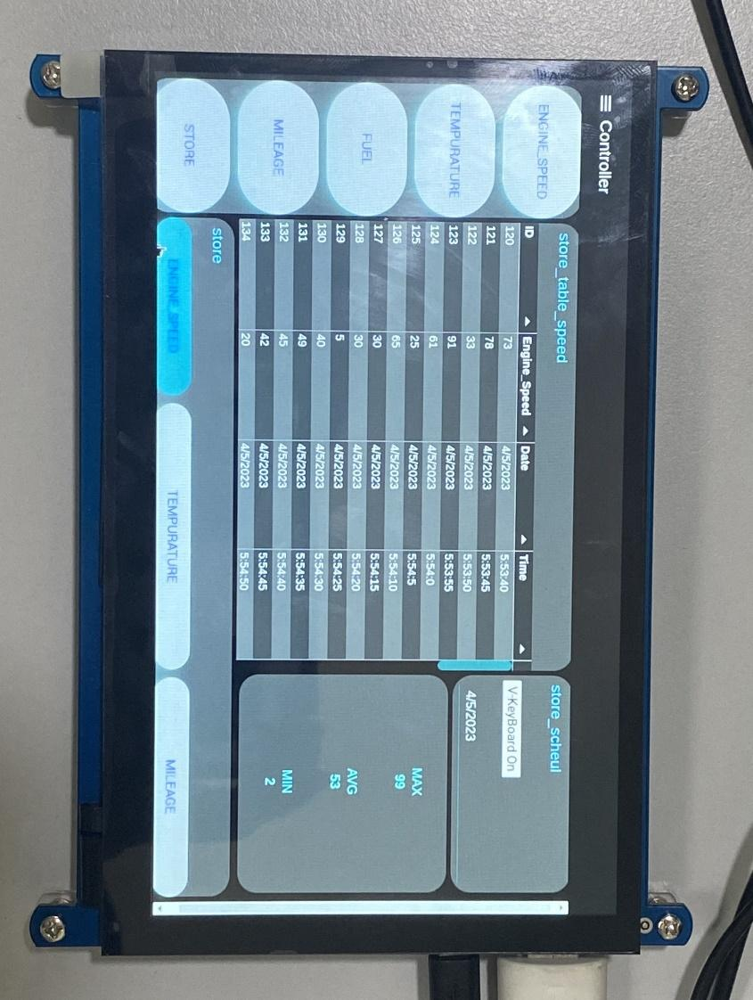 ≡ Controller
ENGINE_SPEED
TEMPURATURE
FUEL
MILEAGE
STORE
store_table_speed
ID ▲ Engine_Speed ▲ Date ▲ Time ▲
120 73 4/5/2023 5:53:40
121 78 4/5/2023 5:53:45
122 33 4/5/2023 5:53:50
123 91 4/5/2023 5:53:55
124 61 4/5/2023 5:54:0
125 25 4/5/2023 5:54:5
126 65 4/5/2023 5:54:10
127 30 4/5/2023 5:54:15
128 30 4/5/2023 5:54:20
129 5 4/5/2023 5:54:25
130 40 4/5/2023 5:54:30
131 49 4/5/2023 5:54:35
132 45 4/5/2023 5:54:40
133 42 4/5/2023 5:54:45
134 20 4/5/2023 5:54:50
store_scheul
V-KeyBoard On
4/5/2023
MAX
99
AVG
53
MIN
2
store
ENGINE_SPEED
TEMPURATURE
MILEAGE